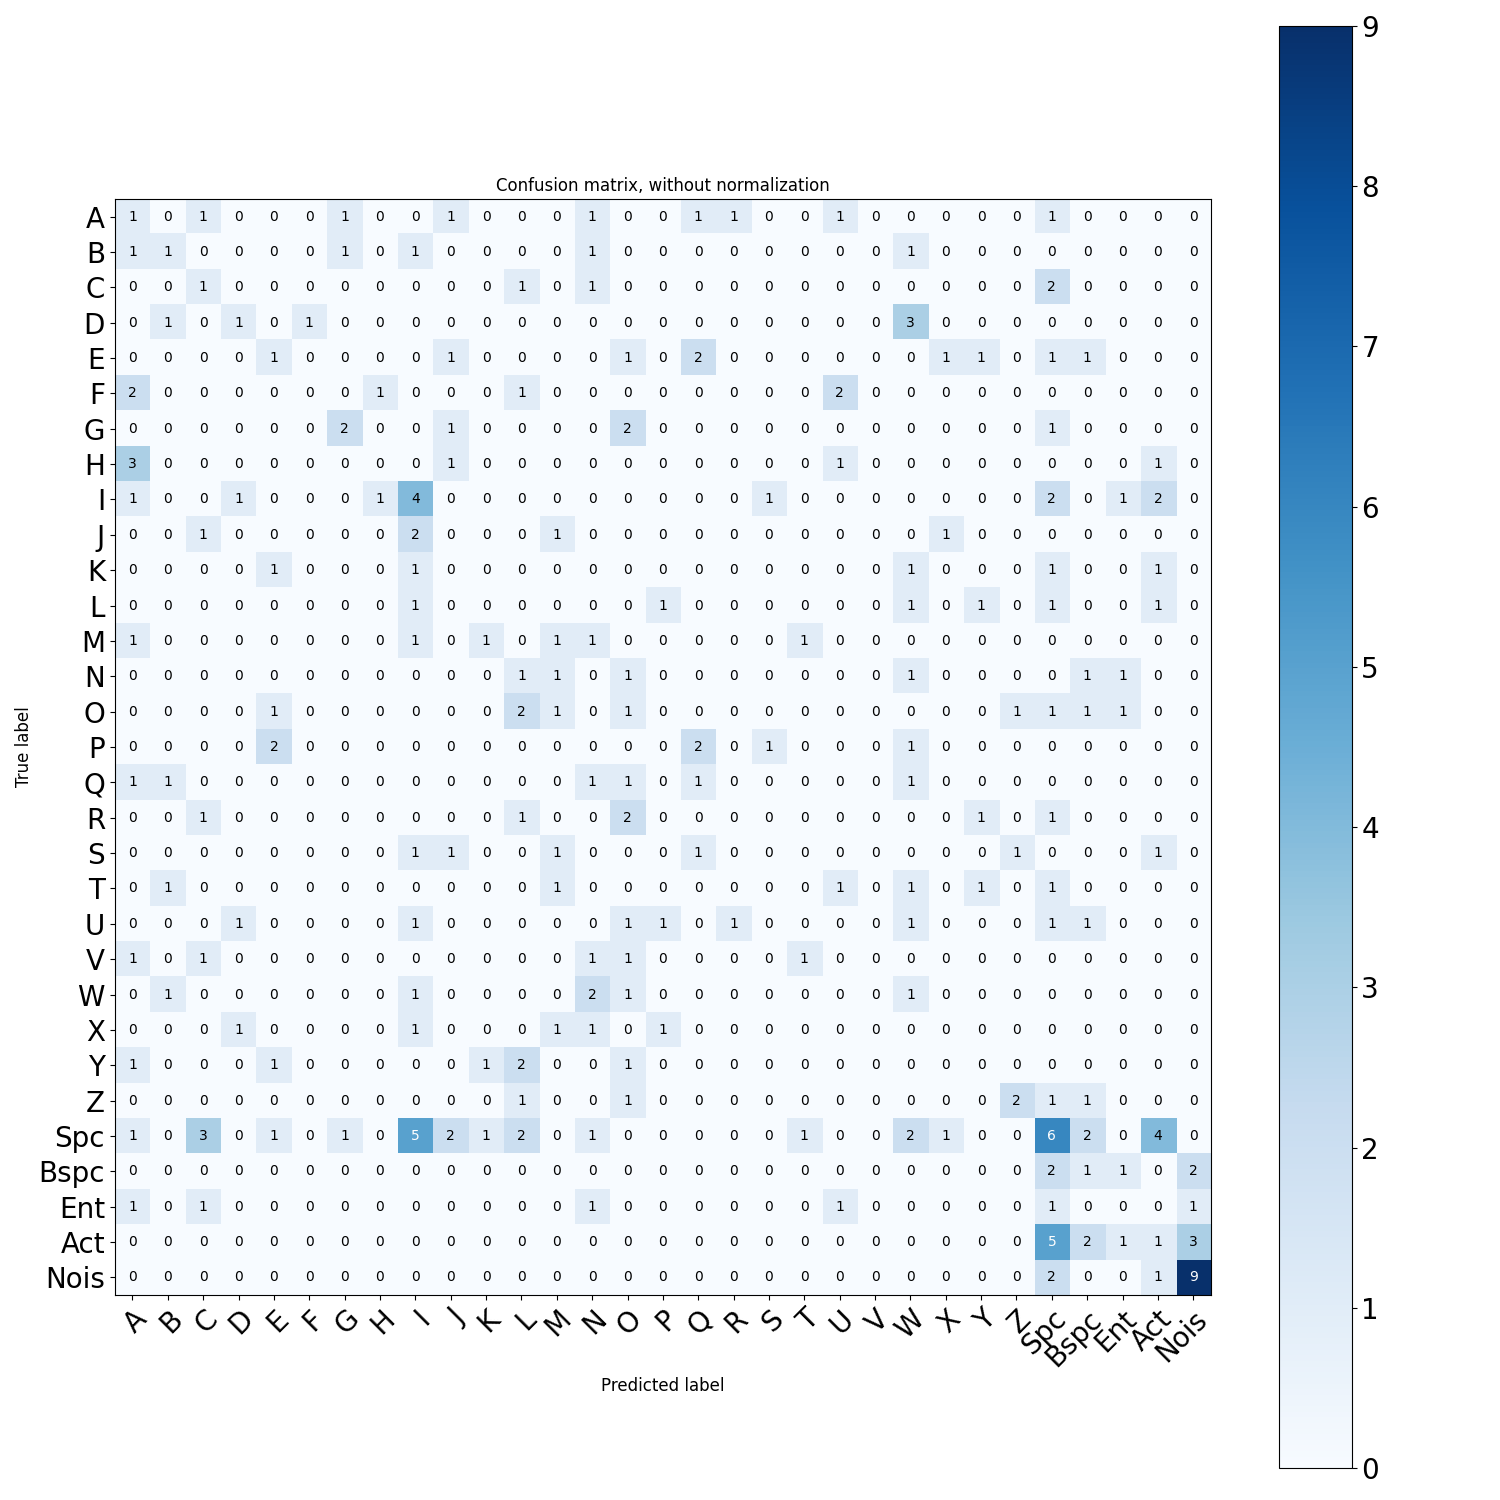 Confusion matrix, without normalization
A 1 0 1 0 0 0 1 0 0 1 0 0 0 1 0 0 1 1 0 0 1 0 0 0 0 0 1 0 0 0 0
B 1 1 0 0 0 0 1 0 1 0 0 0 0 1 0 0 0 0 0 0 0 0 1 0 0 0 0 0 0 0 0
C 0 0 1 0 0 0 0 0 0 0 0 1 0 1 0 0 0 0 0 0 0 0 0 0 0 0 2 0 0 0 0
D 0 1 0 1 0 1 0 0 0 0 0 0 0 0 0 0 0 0 0 0 0 0 3 0 0 0 0 0 0 0 0
E 0 0 0 0 1 0 0 0 0 1 0 0 0 0 1 0 2 0 0 0 0 0 0 1 1 0 1 1 0 0 0
F 2 0 0 0 0 0 0 1 0 0 0 1 0 0 0 0 0 0 0 0 2 0 0 0 0 0 0 0 0 0 0
G 0 0 0 0 0 0 2 0 0 1 0 0 0 0 2 0 0 0 0 0 0 0 0 0 0 0 1 0 0 0 0
H 3 0 0 0 0 0 0 0 0 1 0 0 0 0 0 0 0 0 0 0 1 0 0 0 0 0 0 0 0 1 0
I 1 0 0 1 0 0 0 1 4 0 0 0 0 0 0 0 0 0 1 0 0 0 0 0 0 0 2 0 1 2 0
J 0 0 1 0 0 0 0 0 2 0 0 0 1 0 0 0 0 0 0 0 0 0 0 1 0 0 0 0 0 0 0
K 0 0 0 0 1 0 0 0 1 0 0 0 0 0 0 0 0 0 0 0 0 0 1 0 0 0 1 0 0 1 0
L 0 0 0 0 0 0 0 0 1 0 0 0 0 0 0 1 0 0 0 0 0 0 1 0 1 0 1 0 0 1 0
M 1 0 0 0 0 0 0 0 1 0 1 0 1 1 0 0 0 0 0 1 0 0 0 0 0 0 0 0 0 0 0
N 0 0 0 0 0 0 0 0 0 0 0 1 1 0 1 0 0 0 0 0 0 0 1 0 0 0 0 1 1 0 0
O 0 0 0 0 1 0 0 0 0 0 0 2 1 0 1 0 0 0 0 0 0 0 0 0 0 1 1 1 1 0 0
P 0 0 0 0 2 0 0 0 0 0 0 0 0 0 0 0 2 0 1 0 0 0 1 0 0 0 0 0 0 0 0
Q 1 1 0 0 0 0 0 0 0 0 0 0 0 1 1 0 1 0 0 0 0 0 1 0 0 0 0 0 0 0 0
R 0 0 1 0 0 0 0 0 0 0 0 1 0 0 2 0 0 0 0 0 0 0 0 0 1 0 1 0 0 0 0
S 0 0 0 0 0 0 0 0 1 1 0 0 1 0 0 0 1 0 0 0 0 0 0 0 0 1 0 0 0 1 0
T 0 1 0 0 0 0 0 0 0 0 0 0 1 0 0 0 0 0 0 0 1 0 1 0 1 0 1 0 0 0 0
U 0 0 0 1 0 0 0 0 1 0 0 0 0 0 1 1 0 1 0 0 0 0 1 0 0 0 1 1 0 0 0
V 1 0 1 0 0 0 0 0 0 0 0 0 0 1 1 0 0 0 0 1 0 0 0 0 0 0 0 0 0 0 0
W 0 1 0 0 0 0 0 0 1 0 0 0 0 2 1 0 0 0 0 0 0 0 1 0 0 0 0 0 0 0 0
X 0 0 0 1 0 0 0 0 1 0 0 0 1 1 0 1 0 0 0 0 0 0 0 0 0 0 0 0 0 0 0
Y 1 0 0 0 1 0 0 0 0 0 1 2 0 0 1 0 0 0 0 0 0 0 0 0 0 0 0 0 0 0 0
Z 0 0 0 0 0 0 0 0 0 0 0 1 0 0 1 0 0 0 0 0 0 0 0 0 0 2 1 1 0 0 0
Spc 1 0 3 0 1 0 1 0 5 2 1 2 0 1 0 0 0 0 0 1 0 0 2 1 0 0 6 2 0 4 0
Bspc 0 0 0 0 0 0 0 0 0 0 0 0 0 0 0 0 0 0 0 0 0 0 0 0 0 0 2 1 1 0 2
Ent 1 0 1 0 0 0 0 0 0 0 0 0 0 1 0 0 0 0 0 0 1 0 0 0 0 0 1 0 0 0 1
Act 0 0 0 0 0 0 0 0 0 0 0 0 0 0 0 0 0 0 0 0 0 0 0 0 0 0 5 2 1 1 3
Nois 0 0 0 0 0 0 0 0 0 0 0 0 0 0 0 0 0 0 0 0 0 0 0 0 0 0 2 0 0 1 9
A B C D E F G H I J K L M N O P Q R S T U V W X Y Z Spc Bspc Ent Act Nois
Predicted label
True label
9
8
7
6
5
4
3
2
1
0